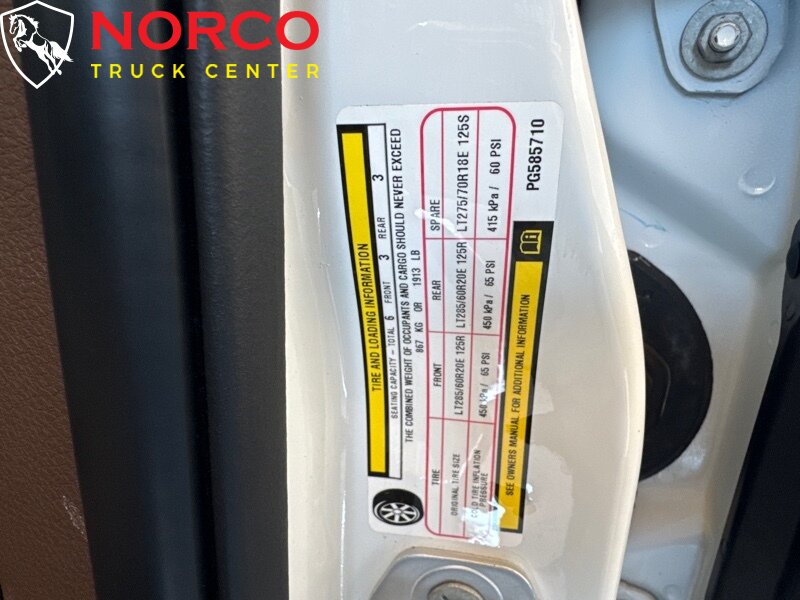 NORCO
TRUCK CENTER
TIRE AND LOADING INFORMATION
SEATING CAPACITY - TOTAL 6 FRONT 3 REAR 3
THE COMBINED WEIGHT OF OCCUPANTS AND CARGO SHOULD NEVER EXCEED
867 KG OR 1913 LB
TIRE FRONT REAR SPARE
ORIGINAL TIRE SIZE LT285/60R20E 125R LT285/60R20E 125R LT275/70R18E 125S
COLD TIRE INFLATION PRESSURE 450 kPa / 65 PSI 450 kPa / 65 PSI 415 kPa / 60 PSI
SEE OWNERS MANUAL FOR ADDITIONAL INFORMATION
PG585710